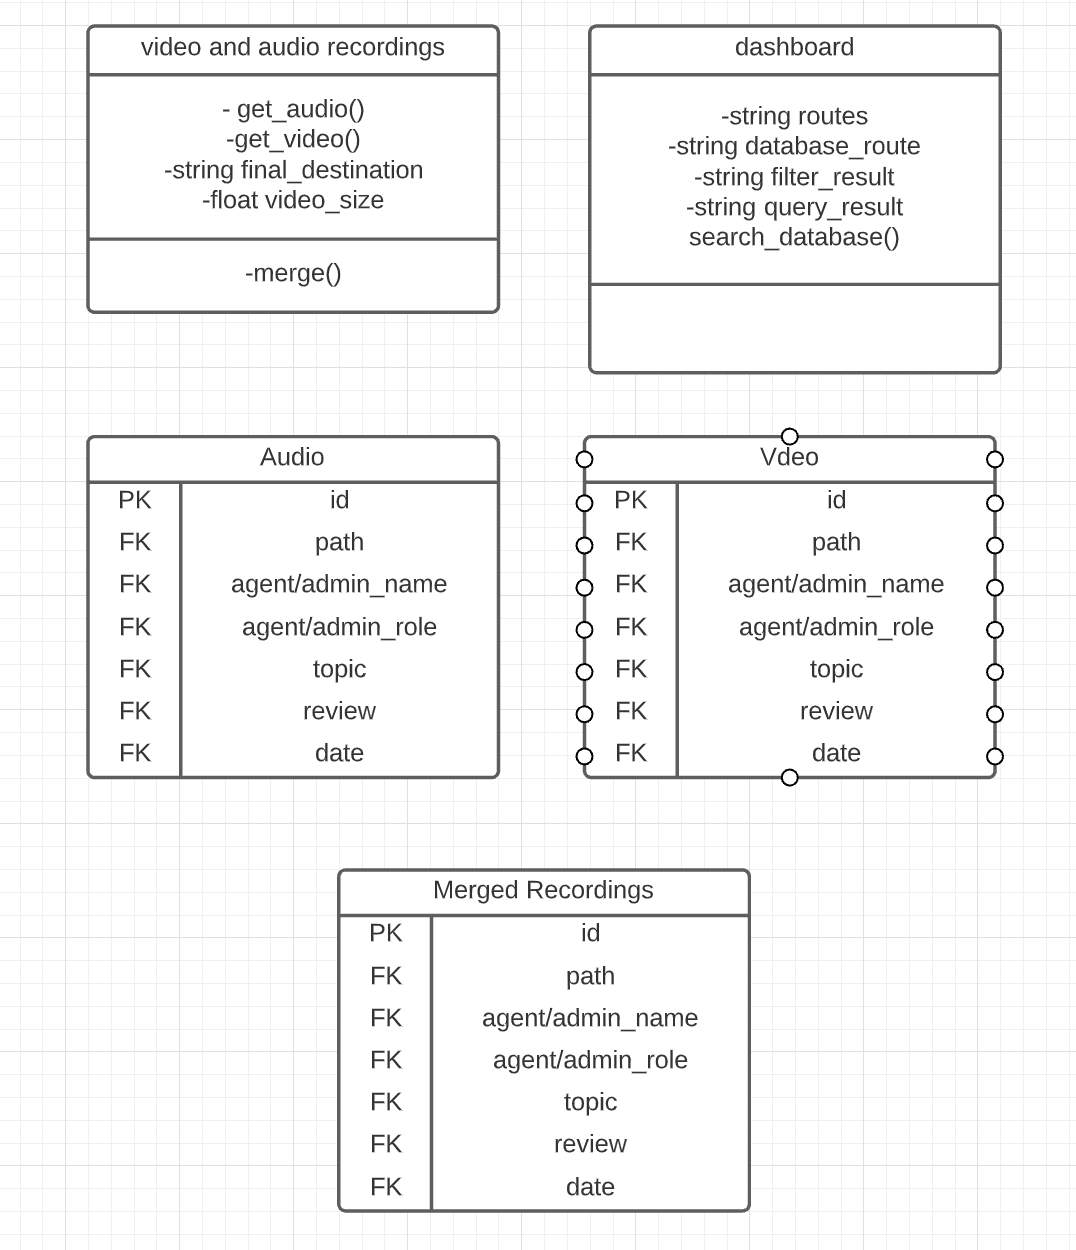 video and audio recordings
- get_audio()
-get_video()
-string final_destination
-float video_size
-merge()
dashboard
-string routes
-string database_route
-string filter_result
-string query_result
search_database()
Audio
PK id
FK path
FK agent/admin_name
FK agent/admin_role
FK topic
FK review
FK date
Vdeo
PK id
FK path
FK agent/admin_name
FK agent/admin_role
FK topic
FK review
FK date
Merged Recordings
PK id
FK path
FK agent/admin_name
FK agent/admin_role
FK topic
FK review
FK date